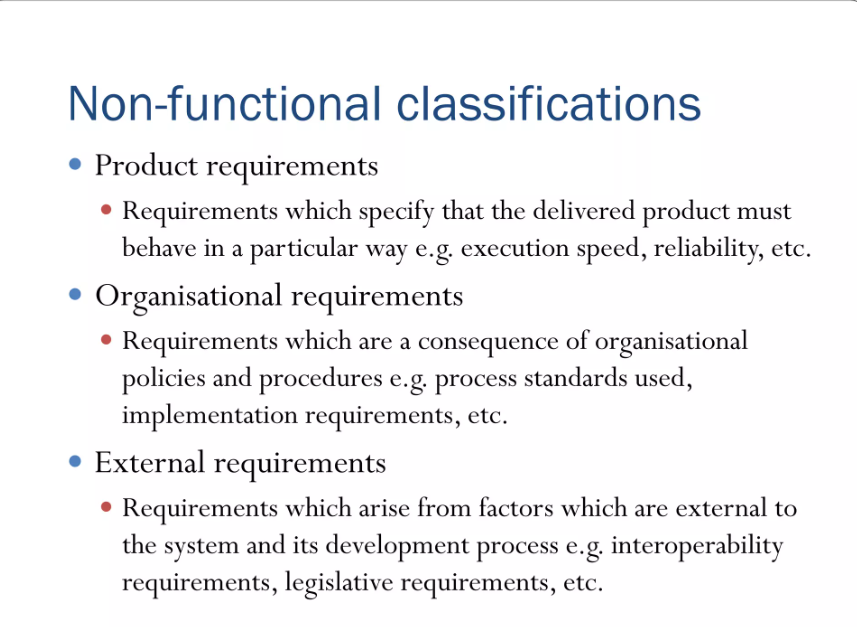 Non-functional classifications
Product requirements
Requirements which specify that the delivered product must
behave in a particular way e.g. execution speed, reliability, etc.
Organisational requirements
Requirements which are a consequence of organisational
policies and procedures e.g. process standards used,
implementation requirements, etc.
External requirements
Requirements which arise from factors which are external to
the system and its development process e.g. interoperability
requirements, legislative requirements, etc.